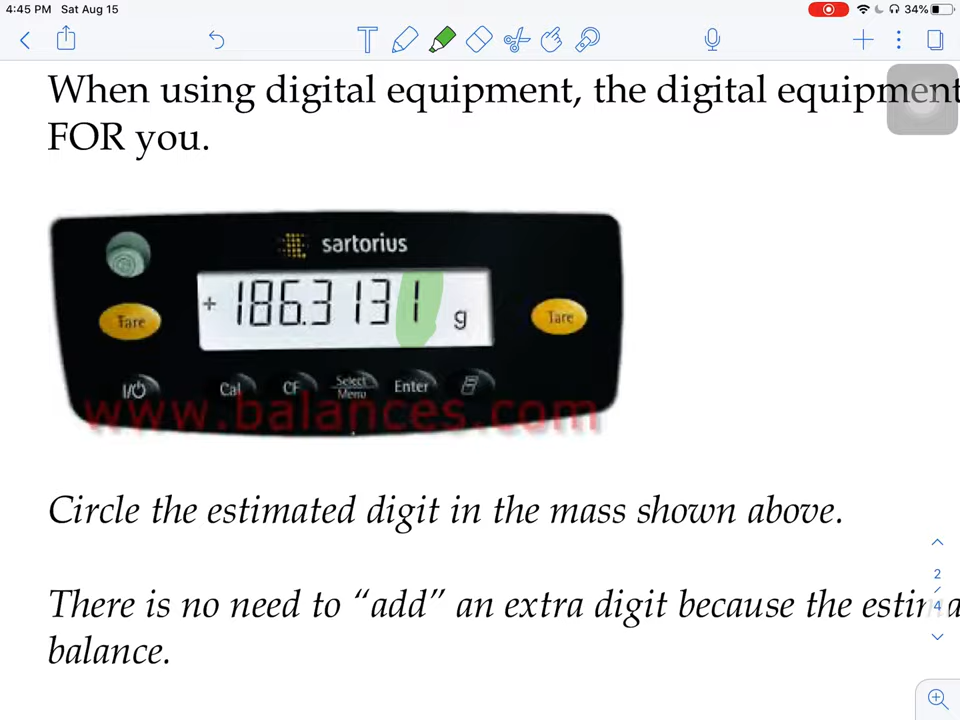 4:45 PM Sat Aug 15
34%
When using digital equipment, the digital equipment
FOR you.
sartorius
+ 186.3131 g
Tare
Tare
I/⏻ Cal CF Select Menu Enter
www.balances.com
Circle the estimated digit in the mass shown above.
2
/
4
There is no need to “add” an extra digit because the
balance.